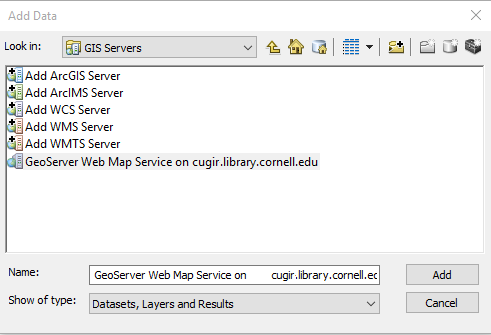 Add Data
Look in: GIS Servers
Add ArcGIS Server
Add ArcIMS Server
Add WCS Server
Add WMS Server
Add WMTS Server
GeoServer Web Map Service on cugir.library.cornell.edu
Name: GeoServer Web Map Service on cugir.library.cornell.ec Add
Show of type: Datasets, Layers and Results Cancel